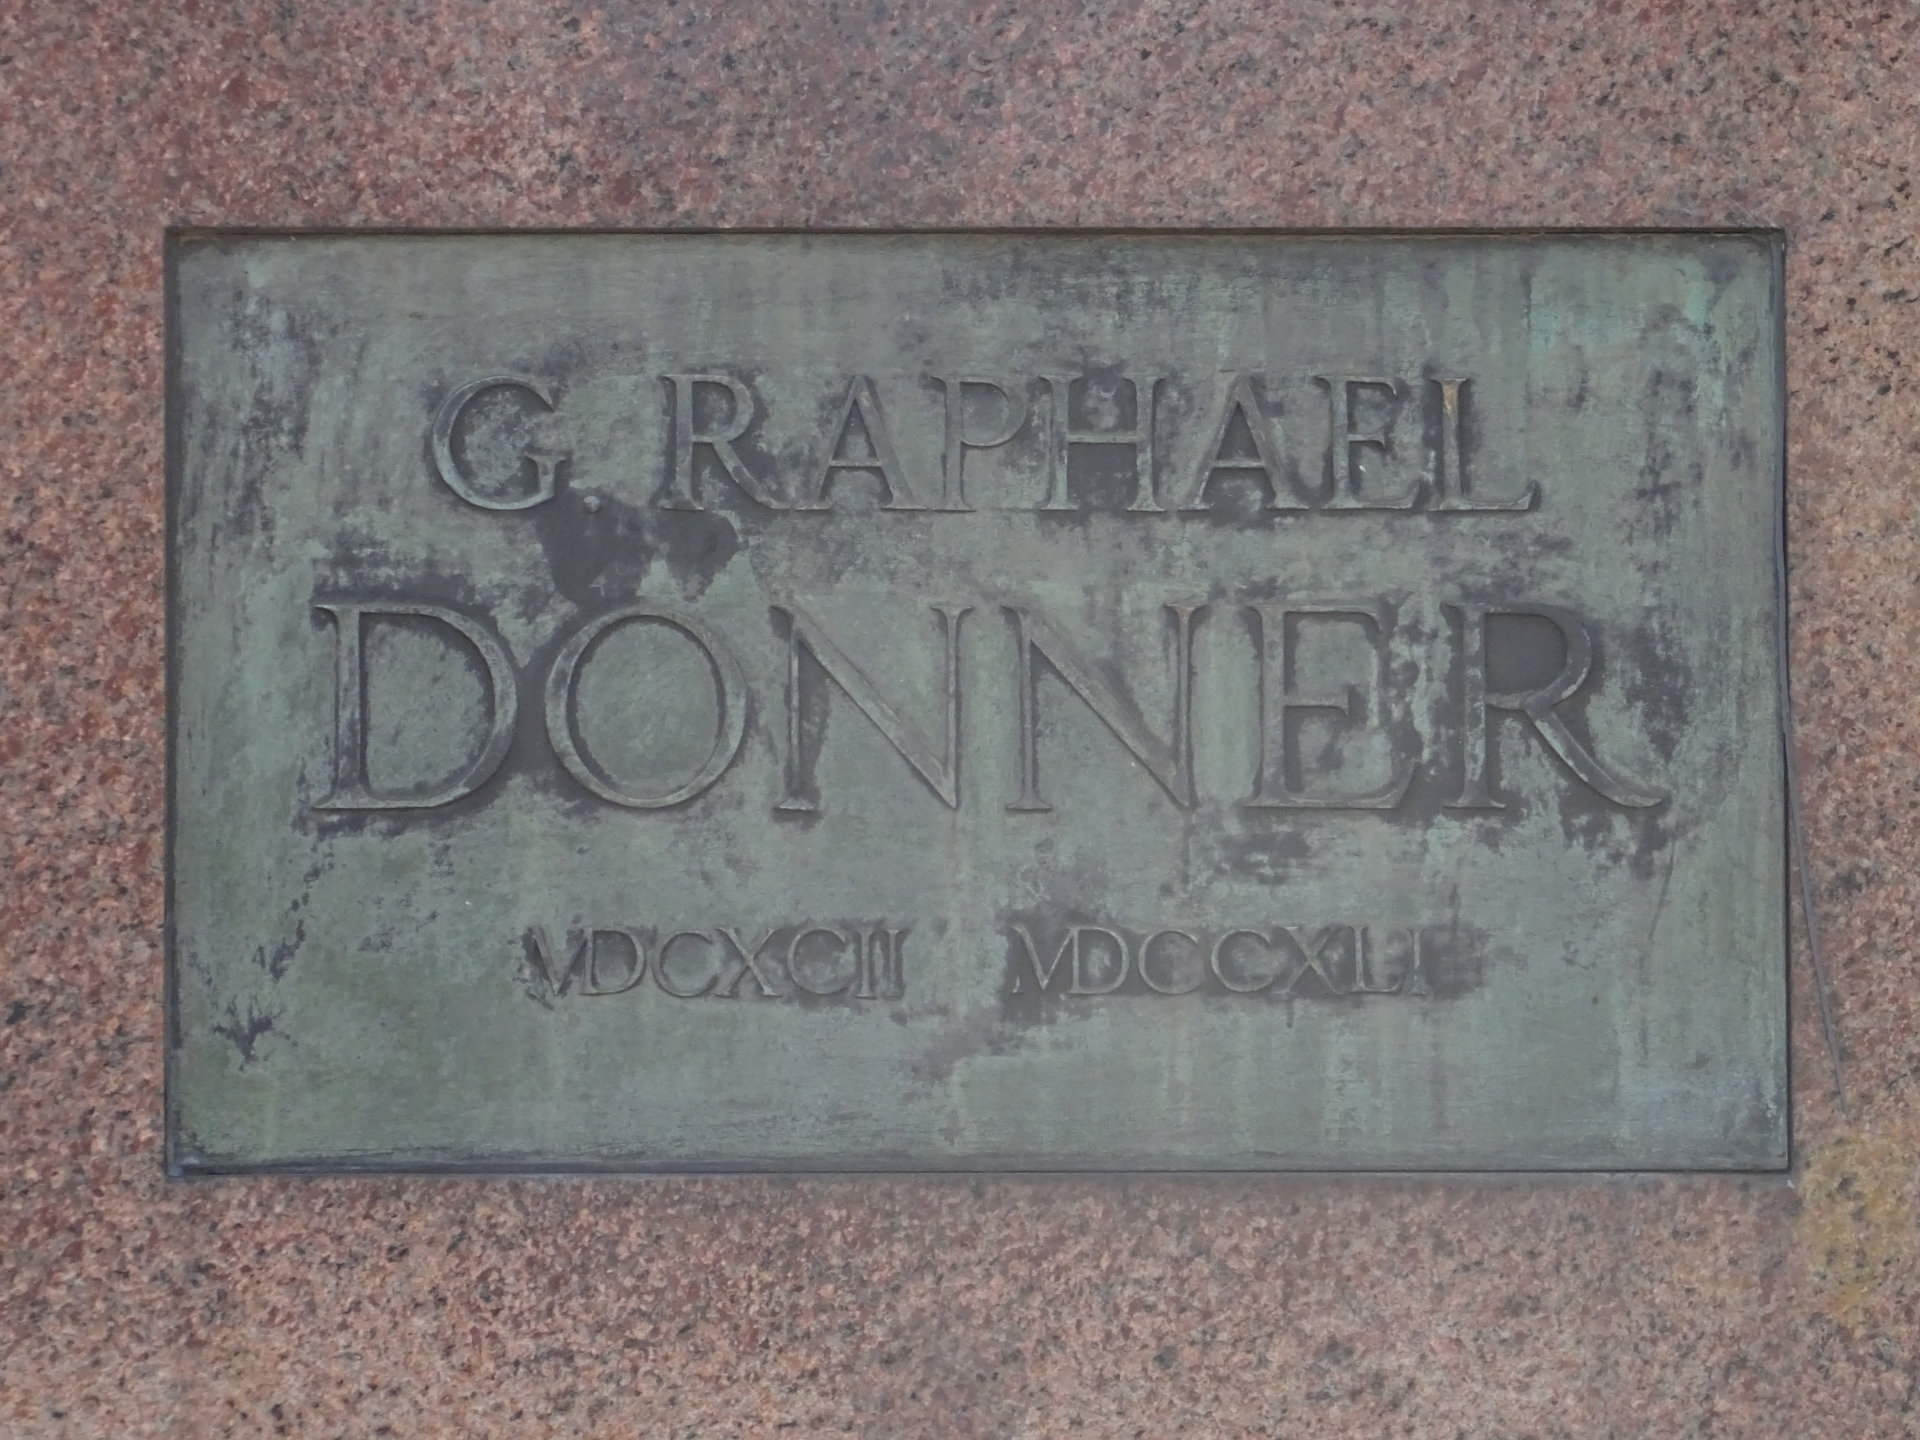 G. RAPHAEL
DONNER
MDCXCII MDCCXLI